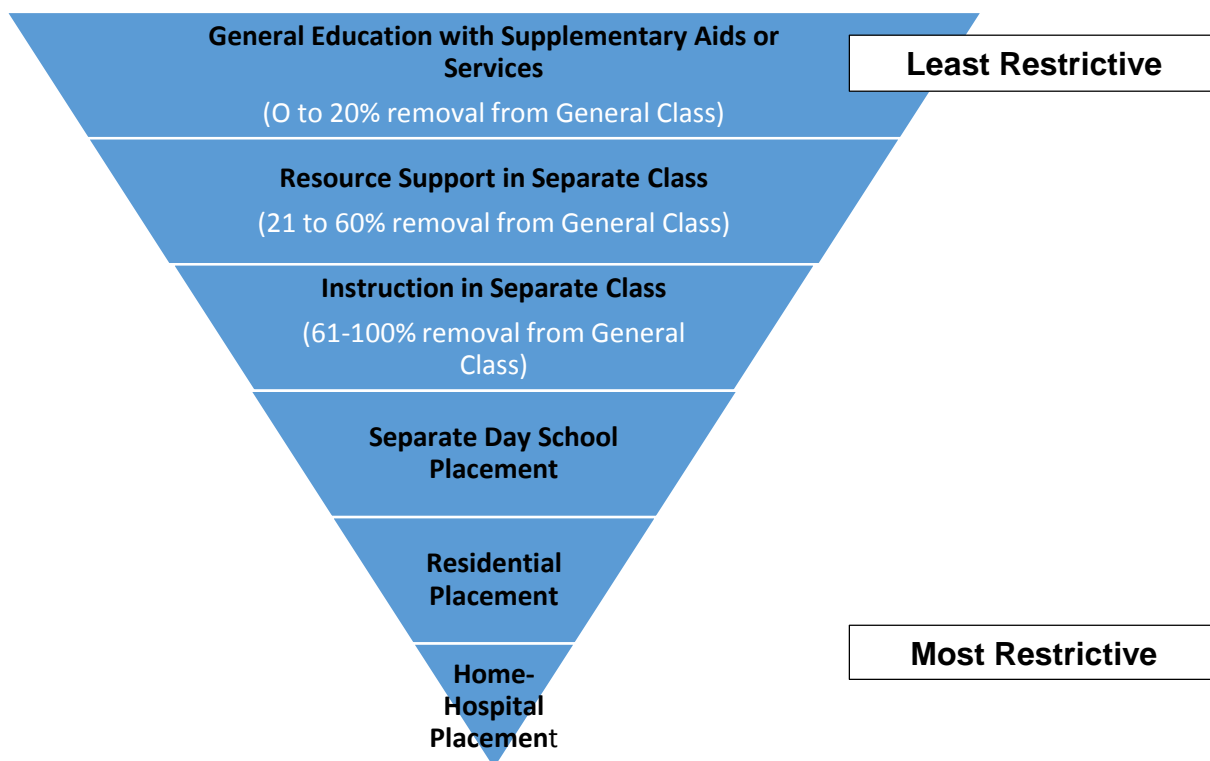 General Education with Supplementary Aids or
Services
(O to 20% removal from General Class)
Least Restrictive
Resource Support in Separate Class
(21 to 60% removal from General Class)
Instruction in Separate Class
(61-100% removal from General
Class)
Separate Day School
Placement
Residential
Placement
Most Restrictive
Home-
Hospital
Placement